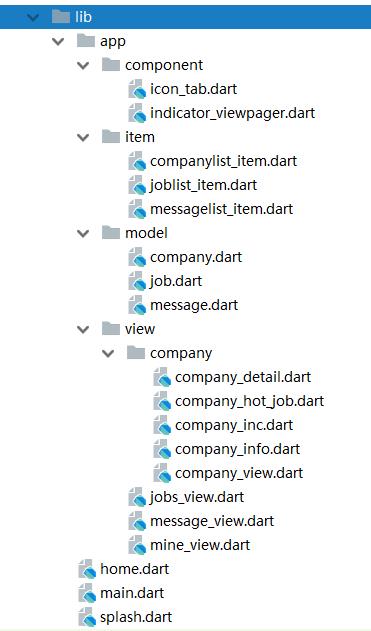 lib
app
component
icon_tab.dart
indicator_viewpager.dart
item
companylist_item.dart
joblist_item.dart
messagelist_item.dart
model
company.dart
job.dart
message.dart
view
company
company_detail.dart
company_hot_job.dart
company_inc.dart
company_info.dart
company_view.dart
jobs_view.dart
message_view.dart
mine_view.dart
home.dart
main.dart
splash.dart